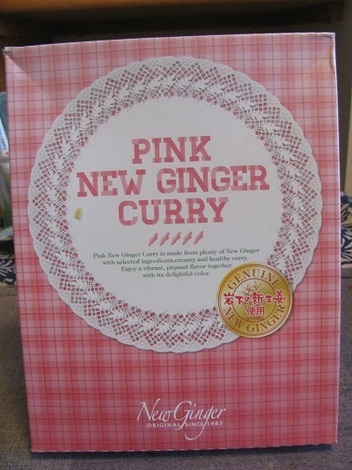 PINK
NEW GINGER
CURRY
Pink New Ginger Curry is made from plenty of New Ginger
with selected ingredients,creamy and healthy curry.
Enjoy a vibrant, piquant flavor together
with its delightful color.
GENUINE
岩下の新生姜
使用
NEW GINGER
New Ginger
ORIGINAL SINCE 1987